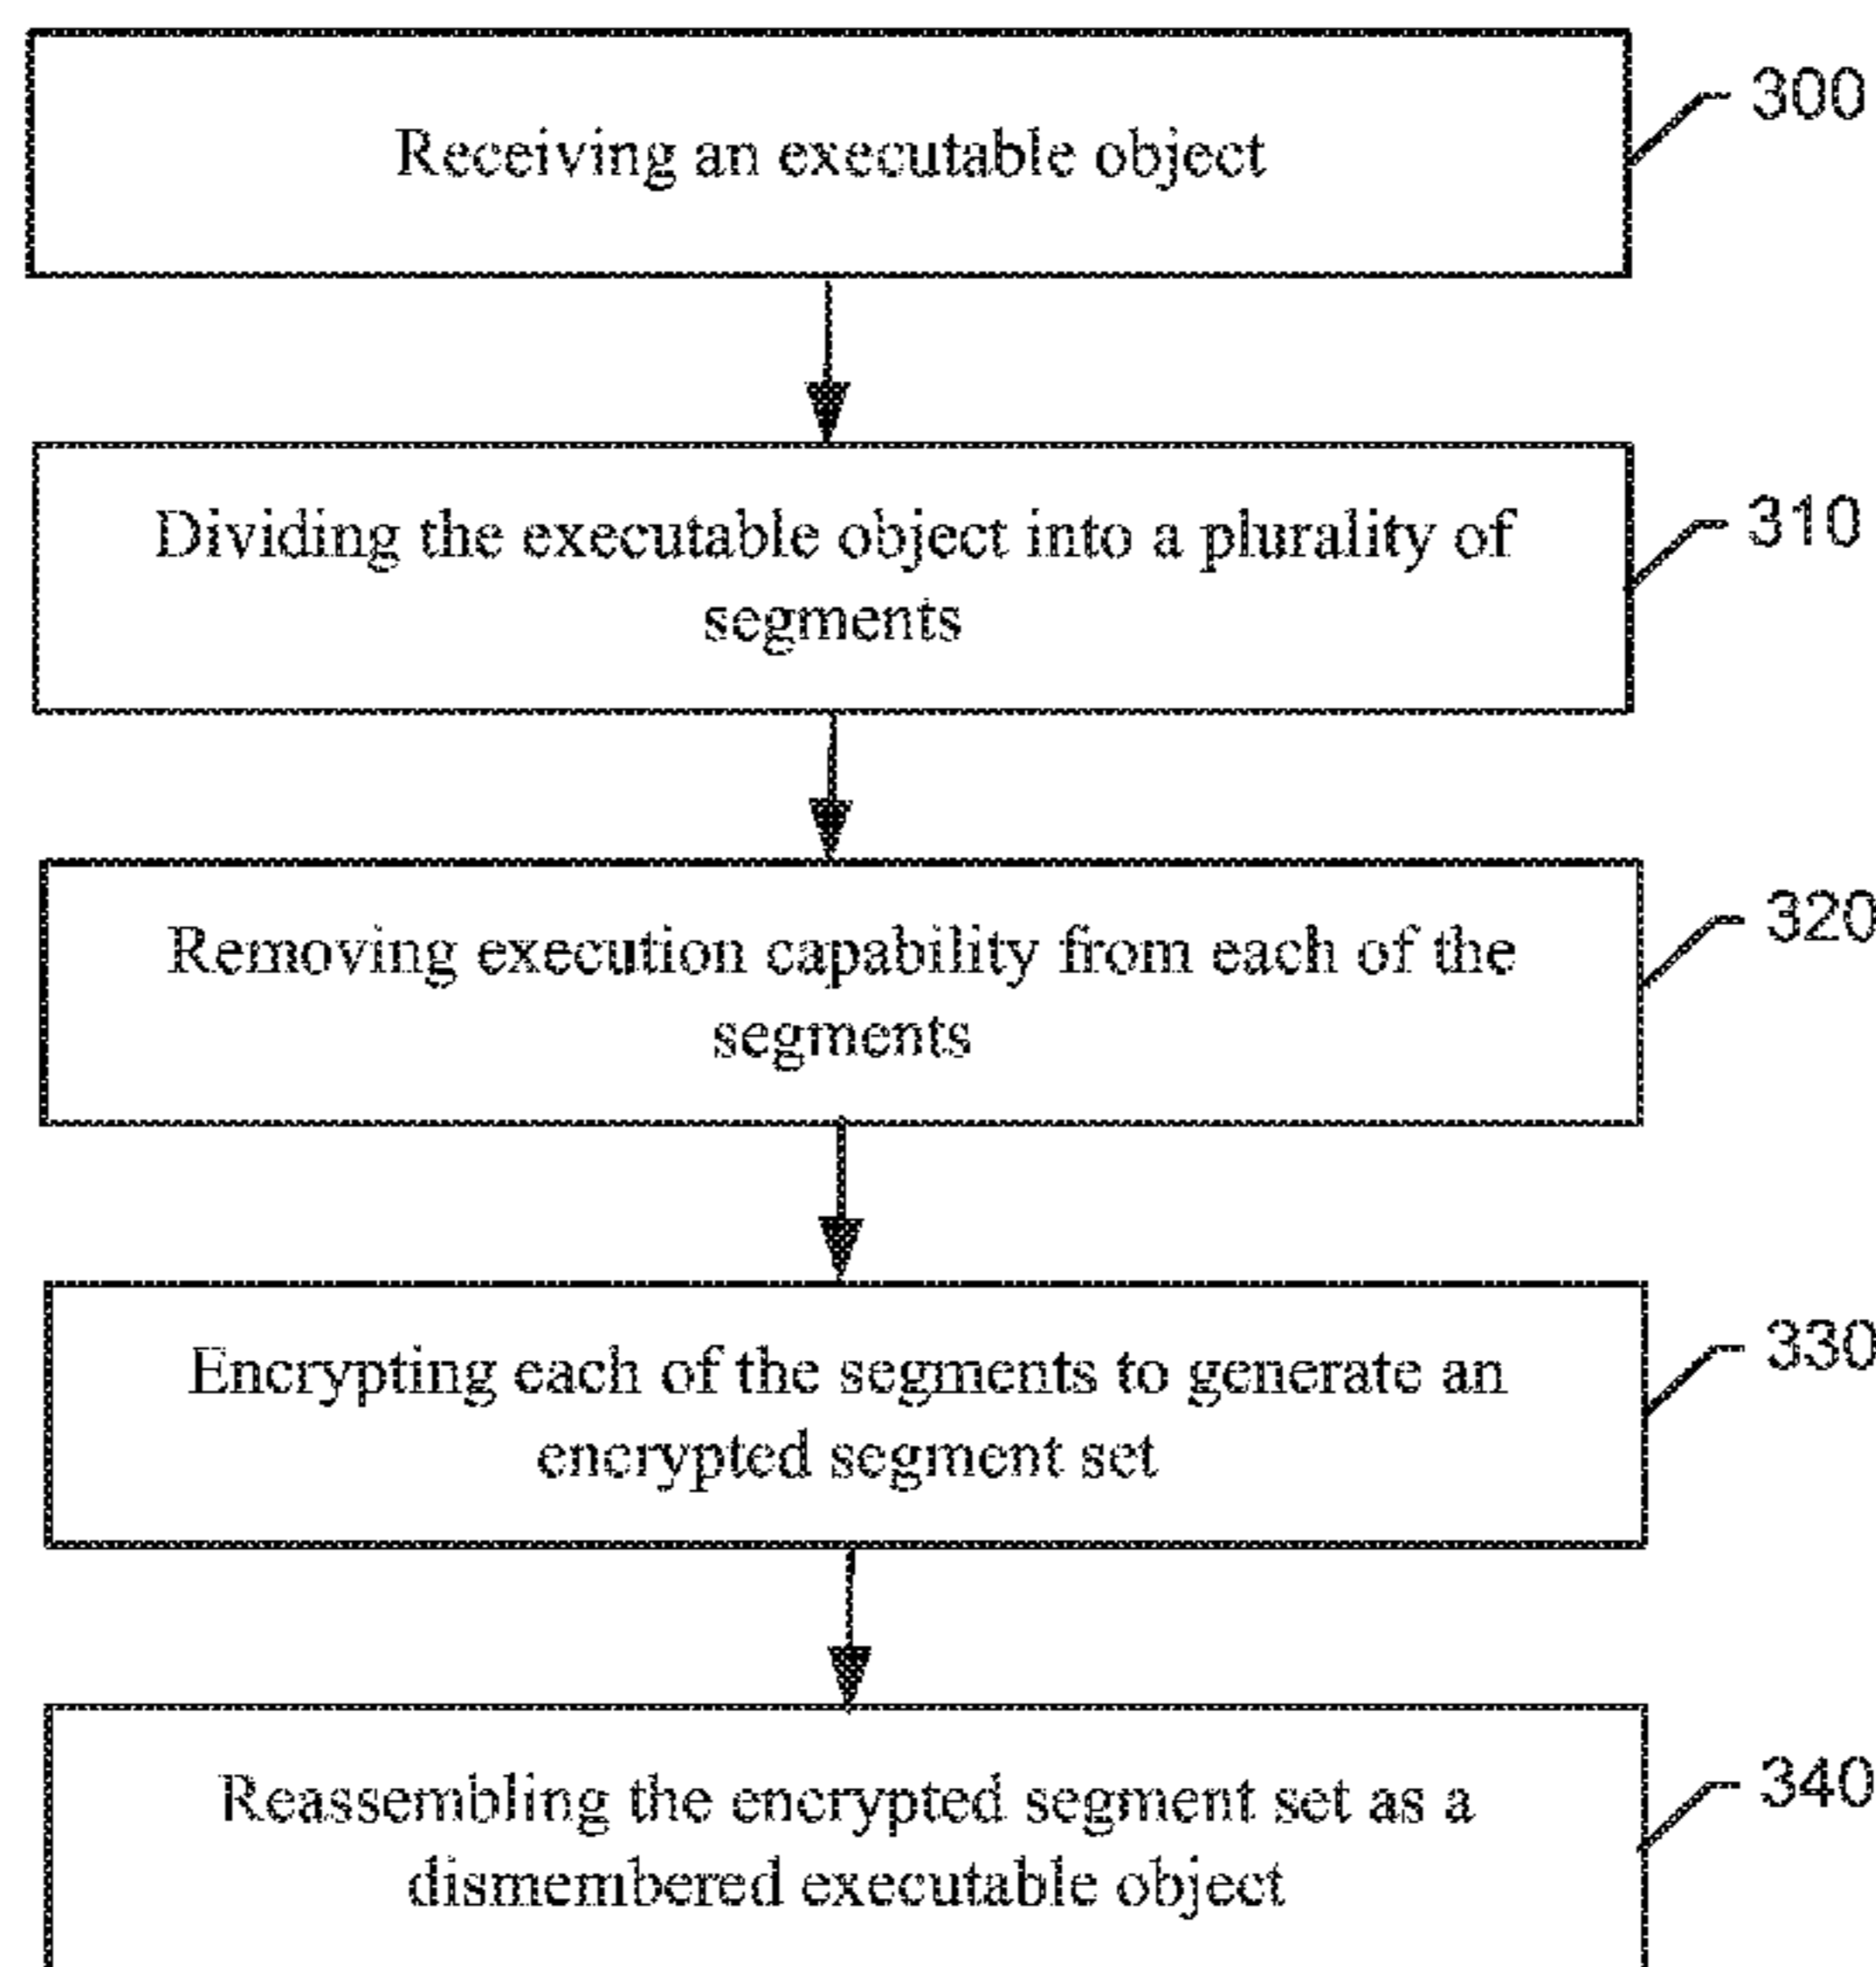 Receiving an executable object
300
Dividing the executable object into a plurality of
segments
310
Removing execution capability from each of the
segments
320
Encrypting each of the segments to generate an
encrypted segment set
330
Reassembling the encrypted segment set as a
dismembered executable object
340